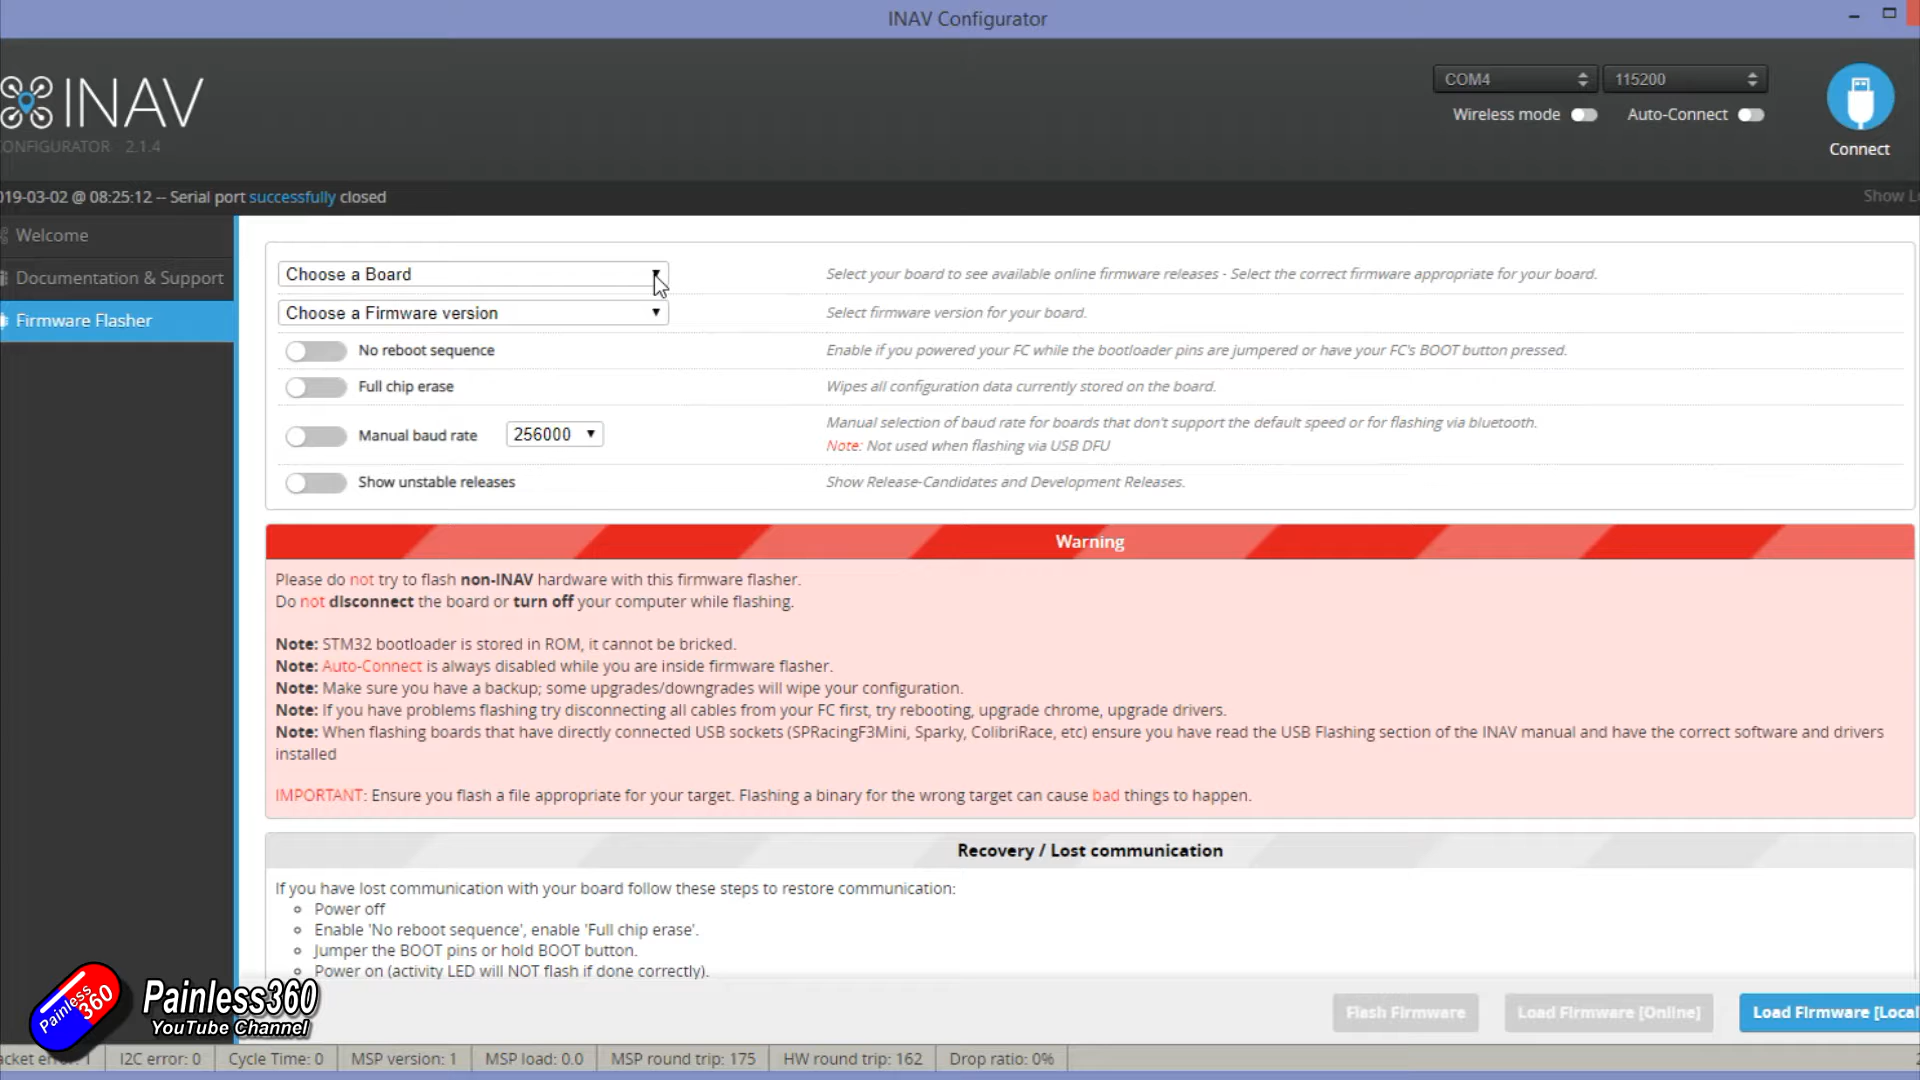 INAV Configurator
INAV
CONFIGURATOR 2.1.4
COM4
115200
Wireless mode
Auto-Connect
Connect
019-03-02 @ 08:25:12 -- Serial port successfully closed
Show L
Welcome
Documentation & Support
Firmware Flasher
Choose a Board
Select your board to see available online firmware releases - Select the correct firmware appropriate for your board.
Choose a Firmware version
Select firmware version for your board.
No reboot sequence
Enable if you powered your FC while the bootloader pins are jumpered or have your FC's BOOT button pressed.
Full chip erase
Wipes all configuration data currently stored on the board.
Manual baud rate
256000
Manual selection of baud rate for boards that don't support the default speed or for flashing via bluetooth.
Note: Not used when flashing via USB DFU
Show unstable releases
Show Release-Candidates and Development Releases.
Warning
Please do not try to flash non-INAV hardware with this firmware flasher.
Do not disconnect the board or turn off your computer while flashing.
Note: STM32 bootloader is stored in ROM, it cannot be bricked.
Note: Auto-Connect is always disabled while you are inside firmware flasher.
Note: Make sure you have a backup; some upgrades/downgrades will wipe your configuration.
Note: If you have problems flashing try disconnecting all cables from your FC first, try rebooting, upgrade chrome, upgrade drivers.
Note: When flashing boards that have directly connected USB sockets (SPRacingF3Mini, Sparky, ColibriRace, etc) ensure you have read the USB Flashing section of the INAV manual and have the correct software and drivers
installed
IMPORTANT: Ensure you flash a file appropriate for your target. Flashing a binary for the wrong target can cause bad things to happen.
Recovery / Lost communication
If you have lost communication with your board follow these steps to restore communication:
Power off
Enable 'No reboot sequence', enable 'Full chip erase'.
Jumper the BOOT pins or hold BOOT button.
Power on (activity LED will NOT flash if done correctly).
Painless360
Painless360
YouTube Channel
Flash Firmware
Load Firmware [Online]
Load Firmware [Local
acket error: 1
I2C error: 0
Cycle Time: 0
MSP version: 1
MSP load: 0.0
MSP round trip: 175
HW round trip: 162
Drop ratio: 0%